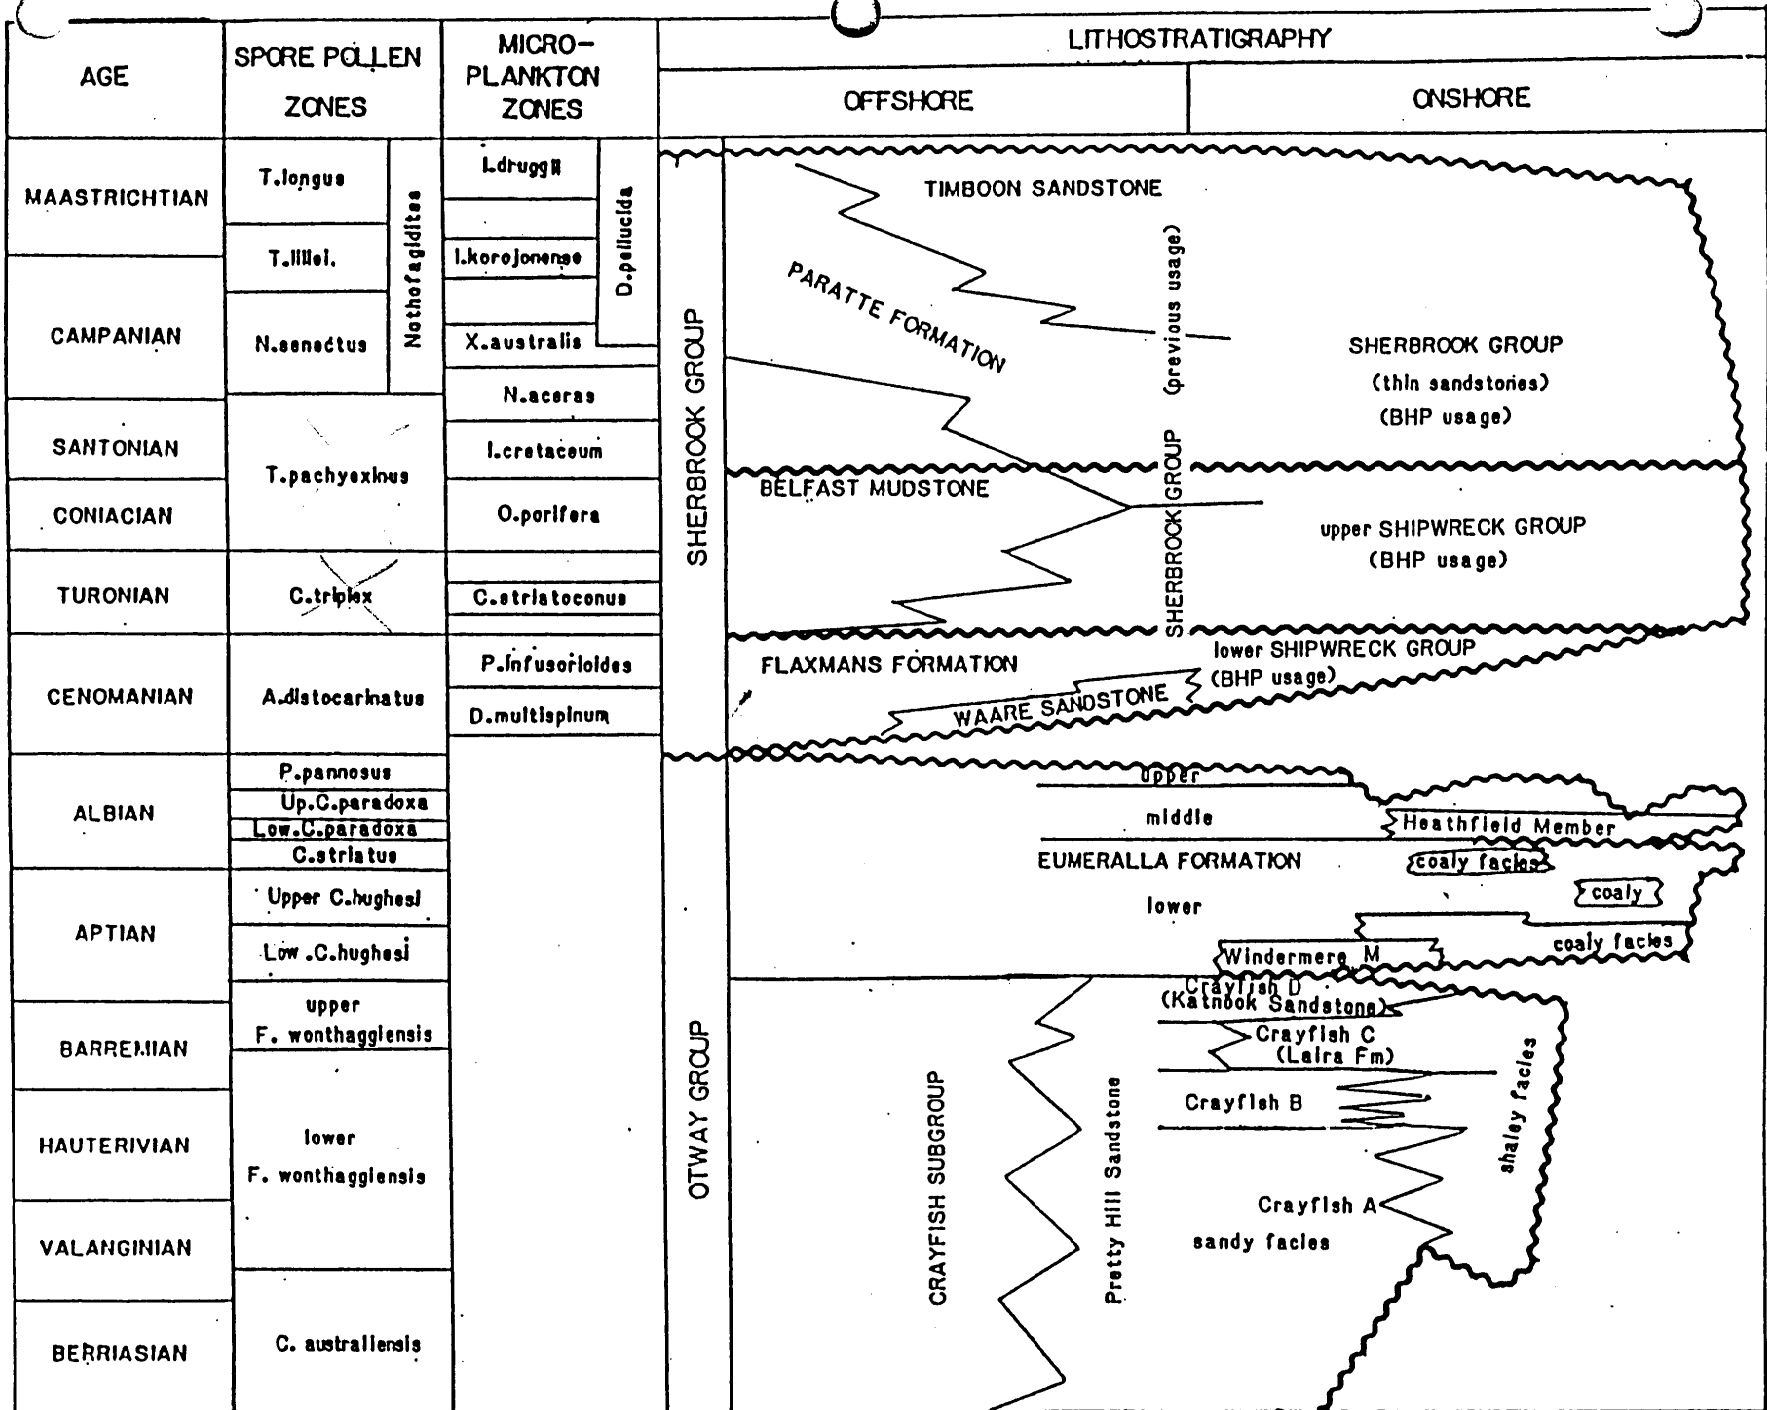 LITHOSTRATIGRAPHY
AGE
SPORE POLLEN
ZONES
MICRO-
PLANKTON
ZONES
OFFSHORE
ONSHORE
MAASTRICHTIAN
CAMPANIAN
SANTONIAN
CONIACIAN
TURONIAN
CENOMANIAN
ALBIAN
APTIAN
BARREMIAN
HAUTERIVIAN
VALANGINIAN
BERRIASIAN
T.longus
T.lillei.
N.senectus
Nothofagidites
T.pachyexinus
C.triplex
A.distocarinatus
P.pannosus
Up.C.paradoxa
Low.C.paradoxa
C.striatus
Upper C.hughesi
Low.C.hughesi
upper
F. wonthaggiensis
lower
F. wonthaggiensis
C. australiensis
I.druggii
I.korojonense
X.australis
D.pellucida
N.aceras
I.cretaceum
O.porifera
C.striatoconus
P.infusorioides
D.multispinum
SHERBROOK GROUP
OTWAY GROUP
TIMBOON SANDSTONE
PARATTE FORMATION
SHERBROOK GROUP (previous usage)
SHERBROOK GROUP
(thin sandstones)
(BHP usage)
BELFAST MUDSTONE
upper SHIPWRECK GROUP
(BHP usage)
FLAXMANS FORMATION
lower SHIPWRECK GROUP
(BHP usage)
WAARE SANDSTONE
upper
middle
Heathfield Member
EUMERALLA FORMATION
coaly facies
coaly
lower
coaly facies
Windermere M
Crayfish D
(Katnook Sandstone)
Crayfish C
(Laira Fm)
Crayfish B
shaley facies
CRAYFISH SUBGROUP
Pretty Hill Sandstone
Crayfish A
sandy facies